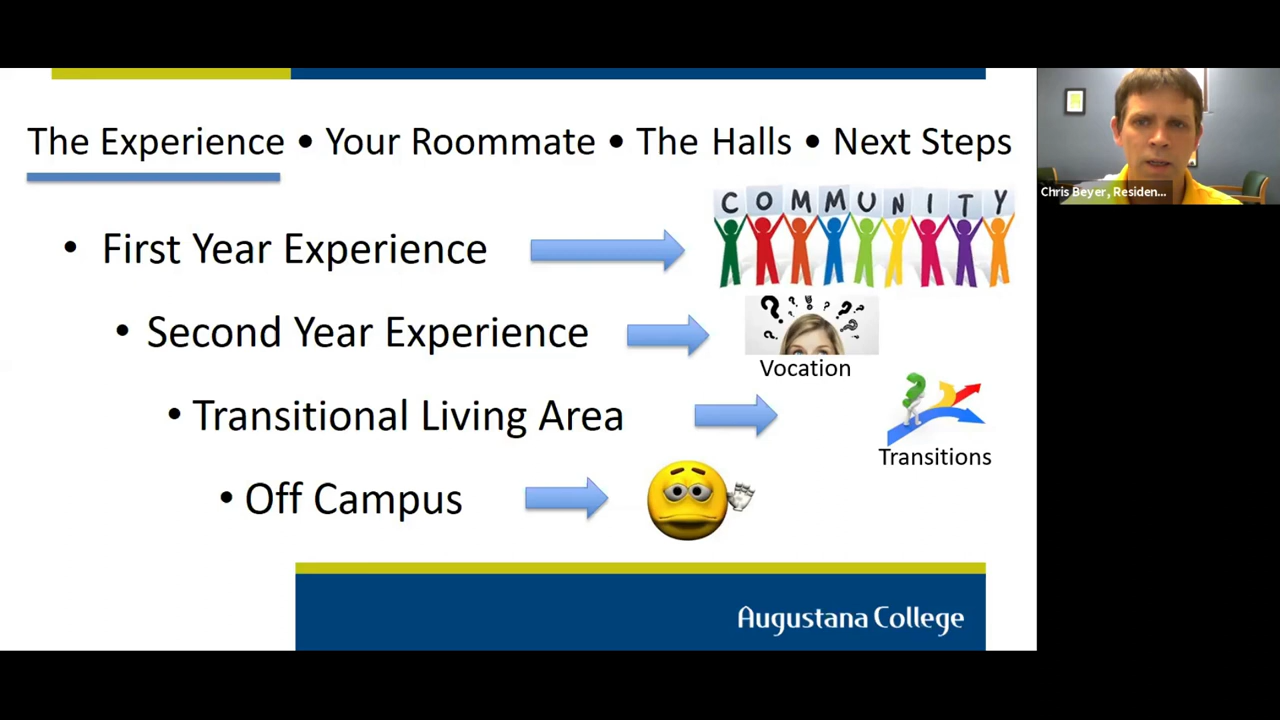 The Experience • Your Roommate • The Halls • Next Steps
COMMUNITY
• First Year Experience
• Second Year Experience
Vocation
• Transitional Living Area
Transitions
• Off Campus
Augustana College
Chris Beyer, Residen...